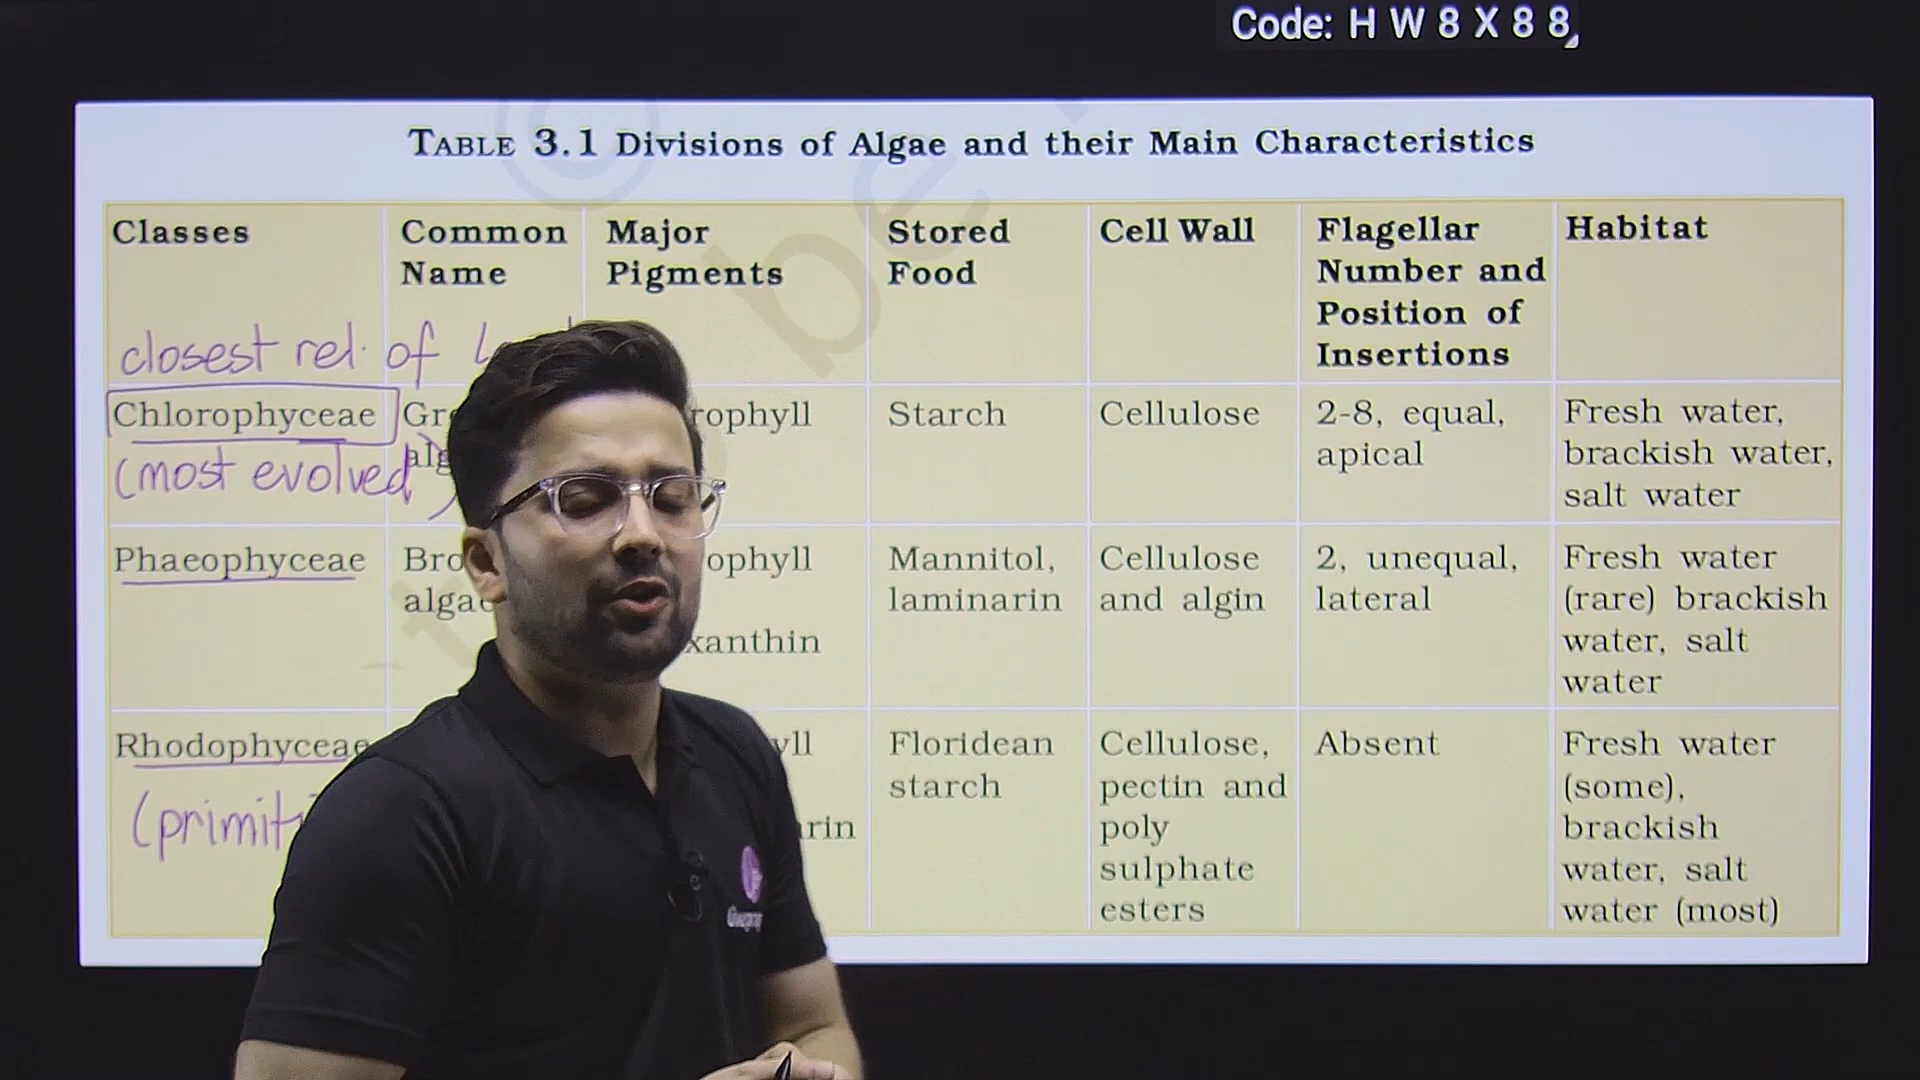 Code: H W 8 X 8 8
TABLE 3.1 Divisions of Algae and their Main Characteristics
Classes
Common
Name
Major
Pigments
Stored
Food
Cell Wall
Flagellar
Number and
Position of
Insertions
Habitat
closest rel. of
Chlorophyceae
(most evolved)
Starch
Cellulose
2-8, equal,
apical
Fresh water,
brackish water,
salt water
Phaeophyceae
Mannitol,
laminarin
Cellulose
and algin
2, unequal,
lateral
Fresh water
(rare) brackish
water, salt
water
Rhodophyceae
Floridean
starch
Cellulose,
pectin and
poly
sulphate
esters
Absent
Fresh water
(some),
brackish
water, salt
water (most)